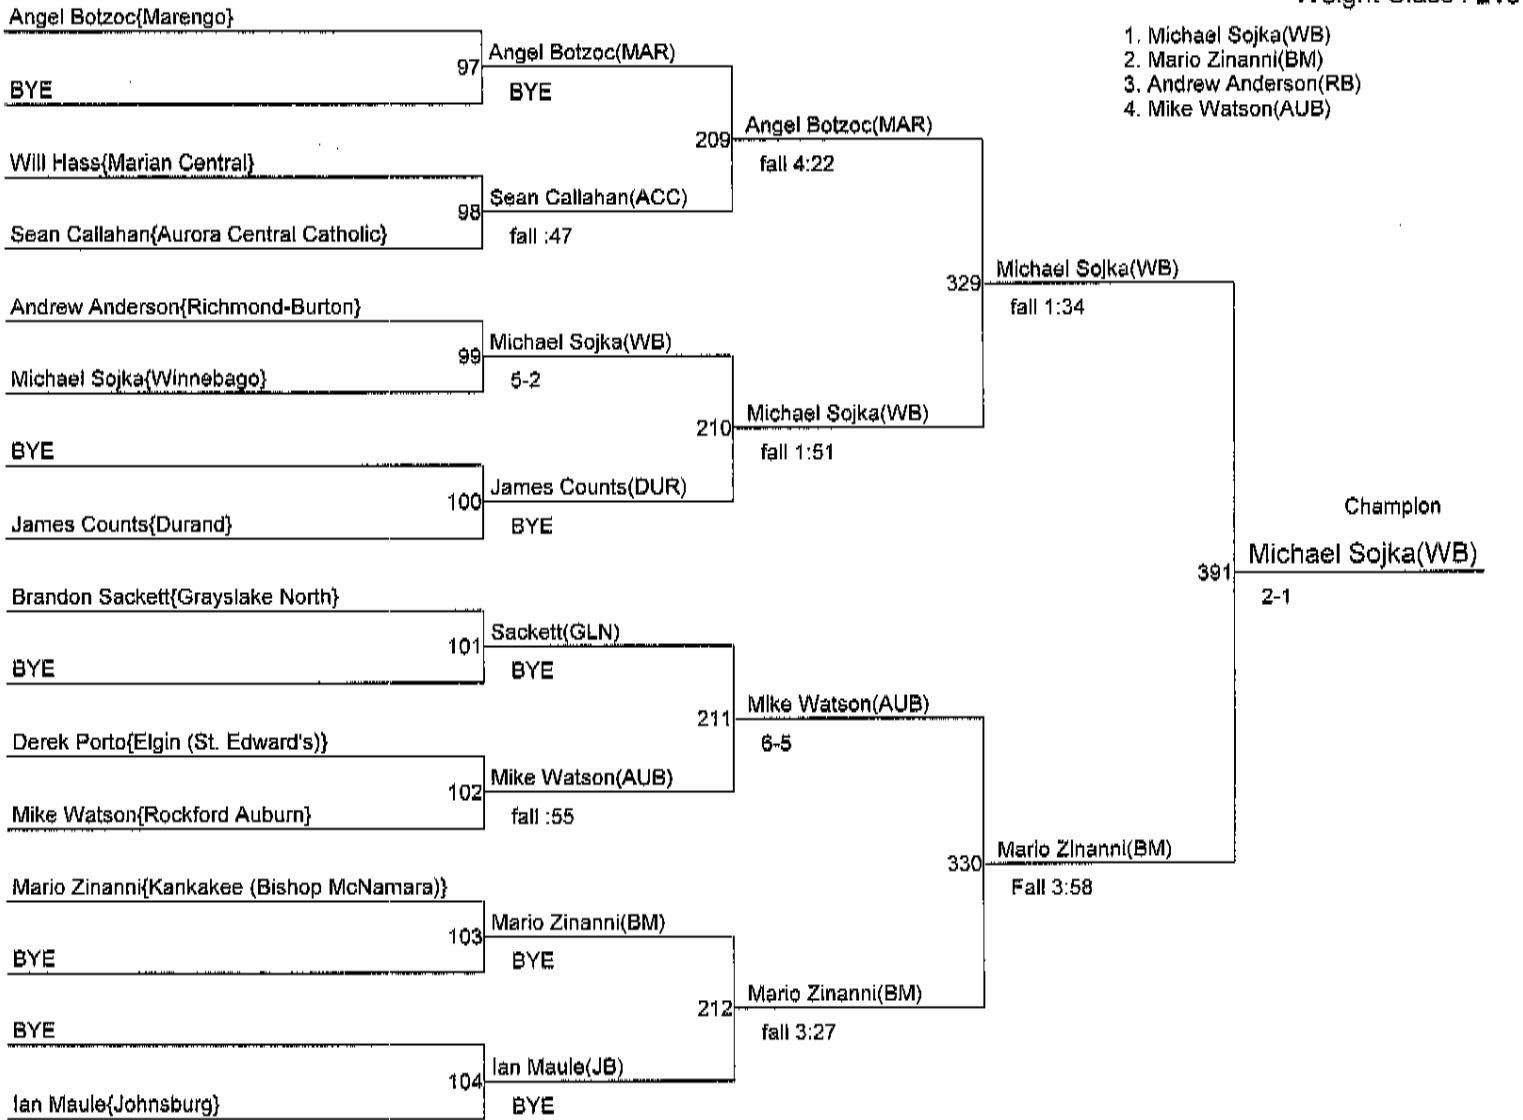 Angel Botzoc{Marengo}
97
Angel Botzoc(MAR)
BYE
BYE
209
Angel Botzoc(MAR)
fall 4:22
Will Hass{Marian Central}
98
Sean Callahan(ACC)
Sean Callahan{Aurora Central Catholic}
fall :47
329
Michael Sojka(WB)
fall 1:34
Andrew Anderson{Richmond-Burton}
99
Michael Sojka(WB)
Michael Sojka{Winnebago}
5-2
210
Michael Sojka(WB)
fall 1:51
BYE
100
James Counts(DUR)
James Counts{Durand}
BYE
Champion
391
Michael Sojka(WB)
2-1
Brandon Sackett{Grayslake North}
101
Sackett(GLN)
BYE
BYE
211
Mike Watson(AUB)
6-5
Derek Porto{Elgin (St. Edward's)}
102
Mike Watson(AUB)
Mike Watson{Rockford Auburn}
fall :55
330
Mario Zinanni(BM)
Fall 3:58
Mario Zinanni{Kankakee (Bishop McNamara)}
103
Mario Zinanni(BM)
BYE
BYE
212
Mario Zinanni(BM)
fall 3:27
BYE
104
Ian Maule(JB)
Ian Maule{Johnsburg}
BYE
Weight Class :
1. Michael Sojka(WB)
2. Mario Zinanni(BM)
3. Andrew Anderson(RB)
4. Mike Watson(AUB)